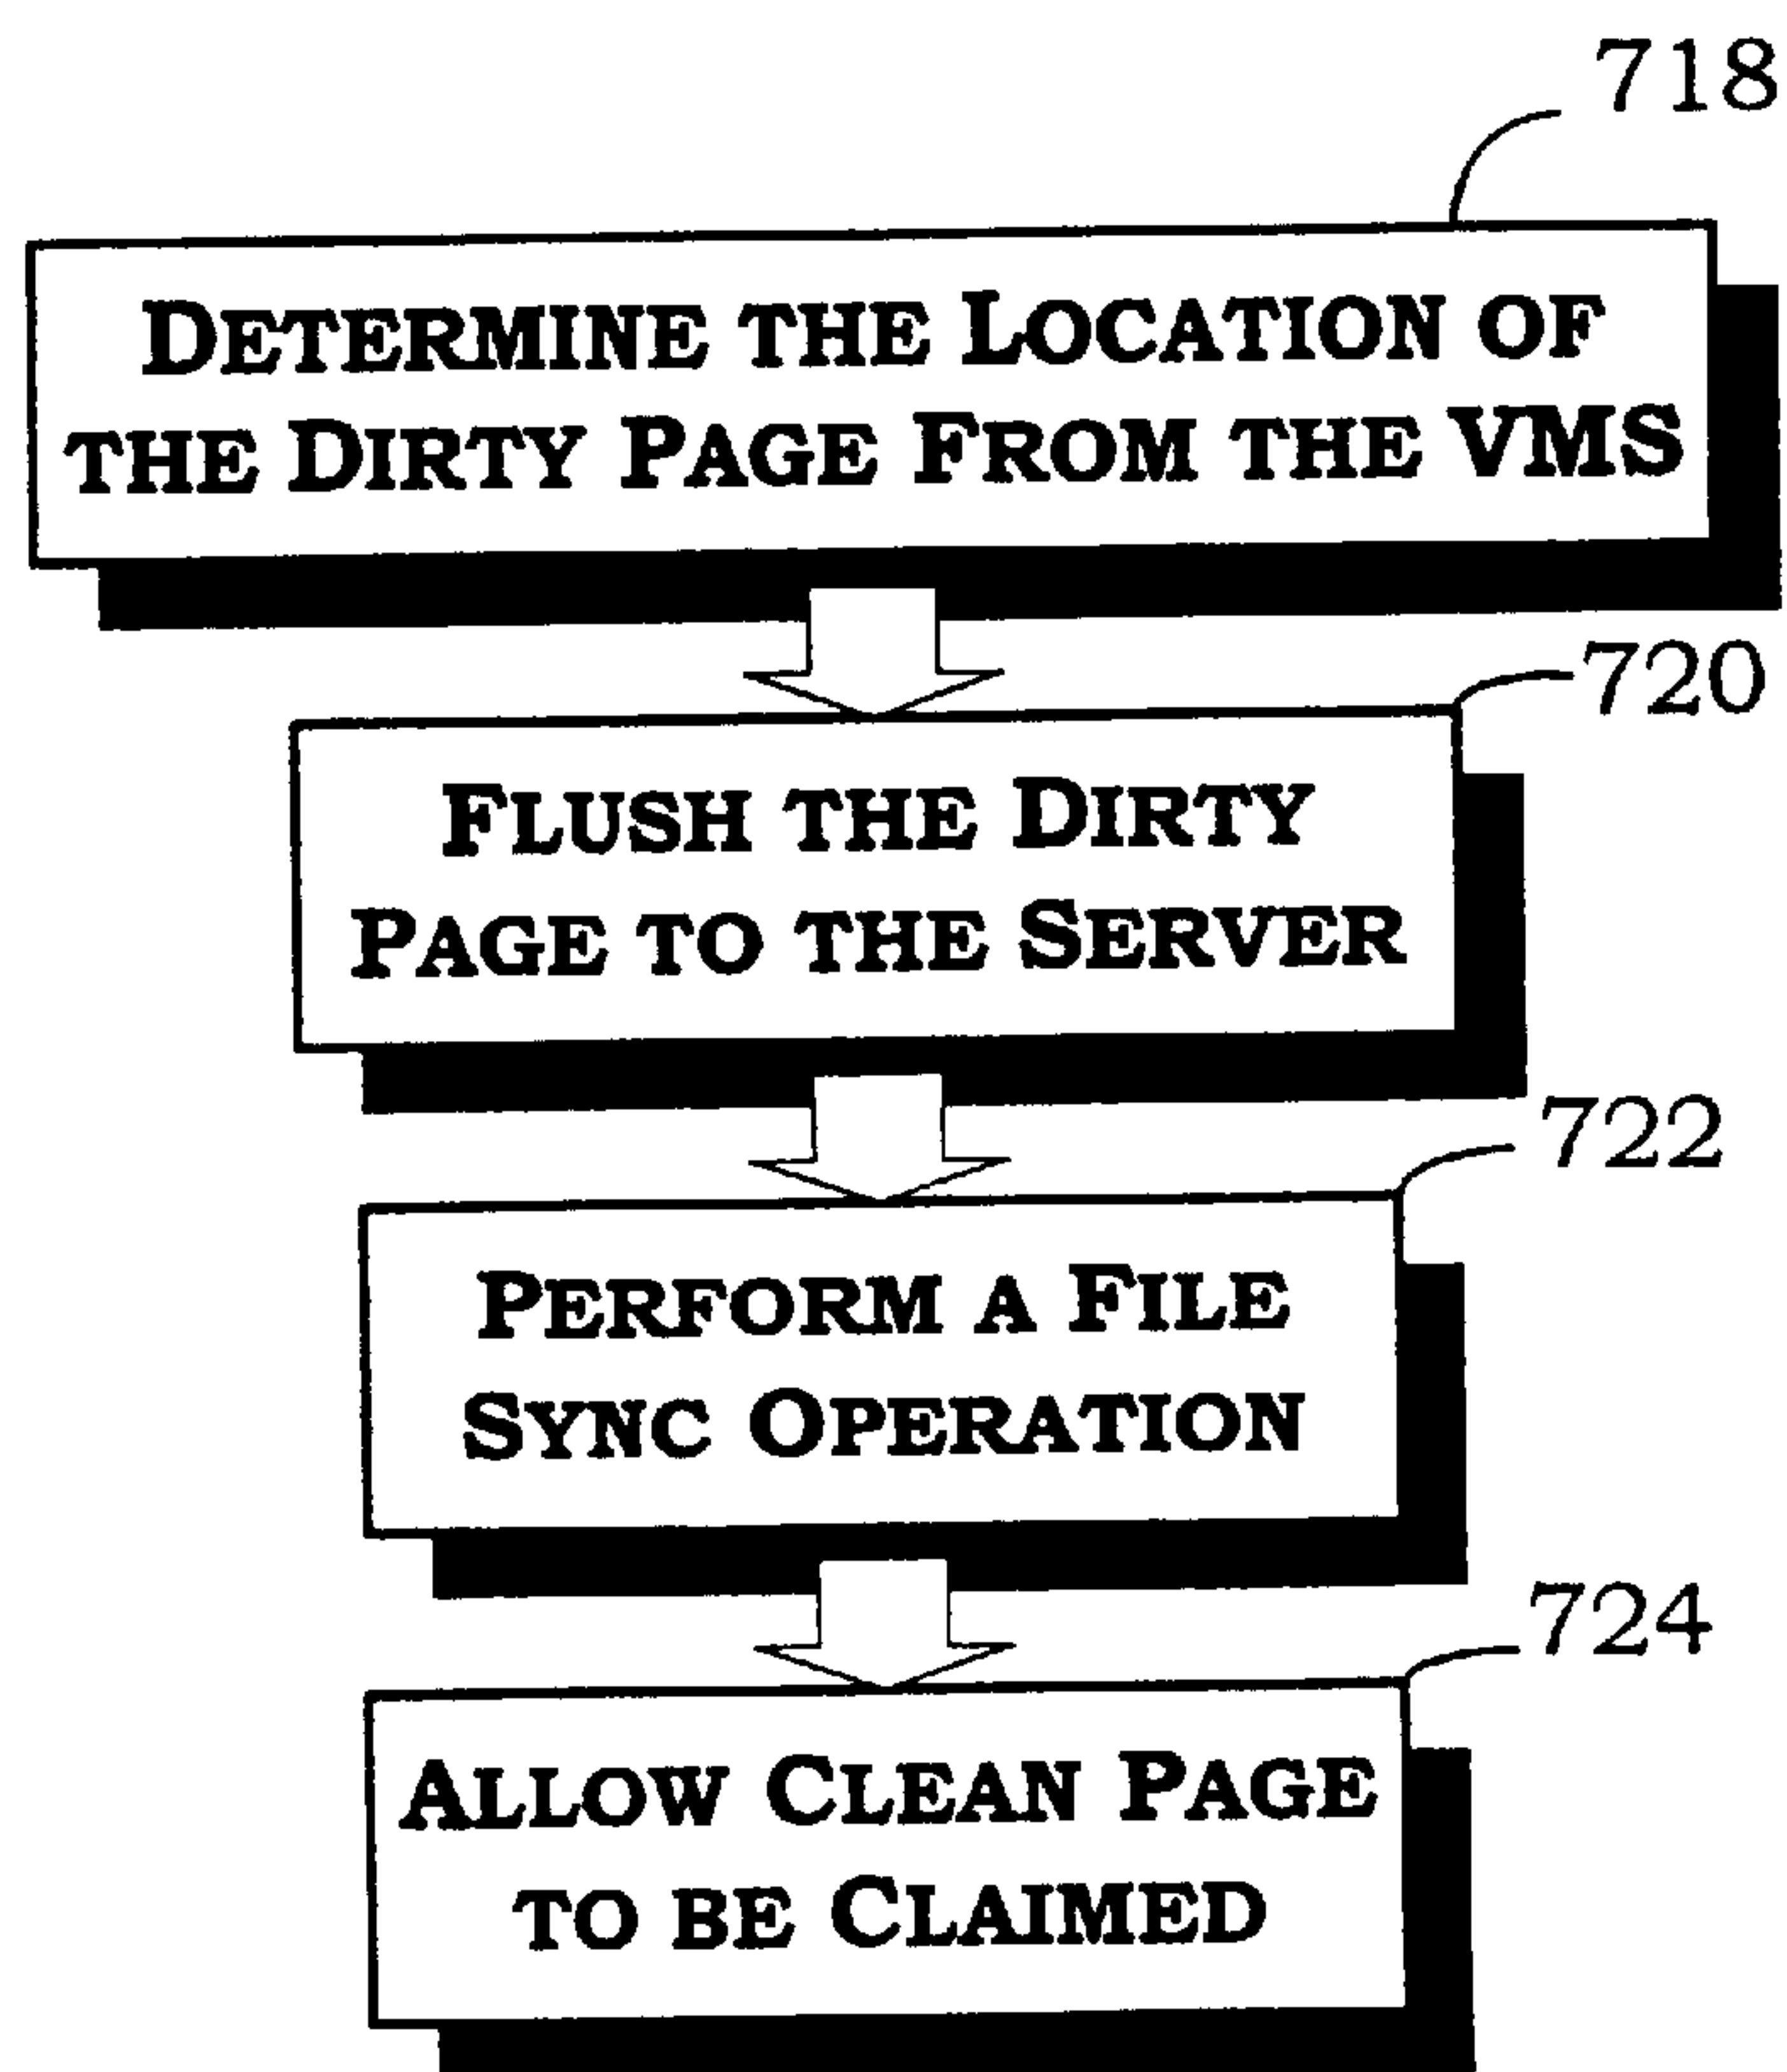 718
DETERMINE THE LOCATION OF
THE DIRTY PAGE FROM THE VMS
720
FLUSH THE DIRTY
PAGE TO THE SERVER
722
PERFORM A FILE
SYNC OPERATION
724
ALLOW CLEAN PAGE
TO BE CLAIMED